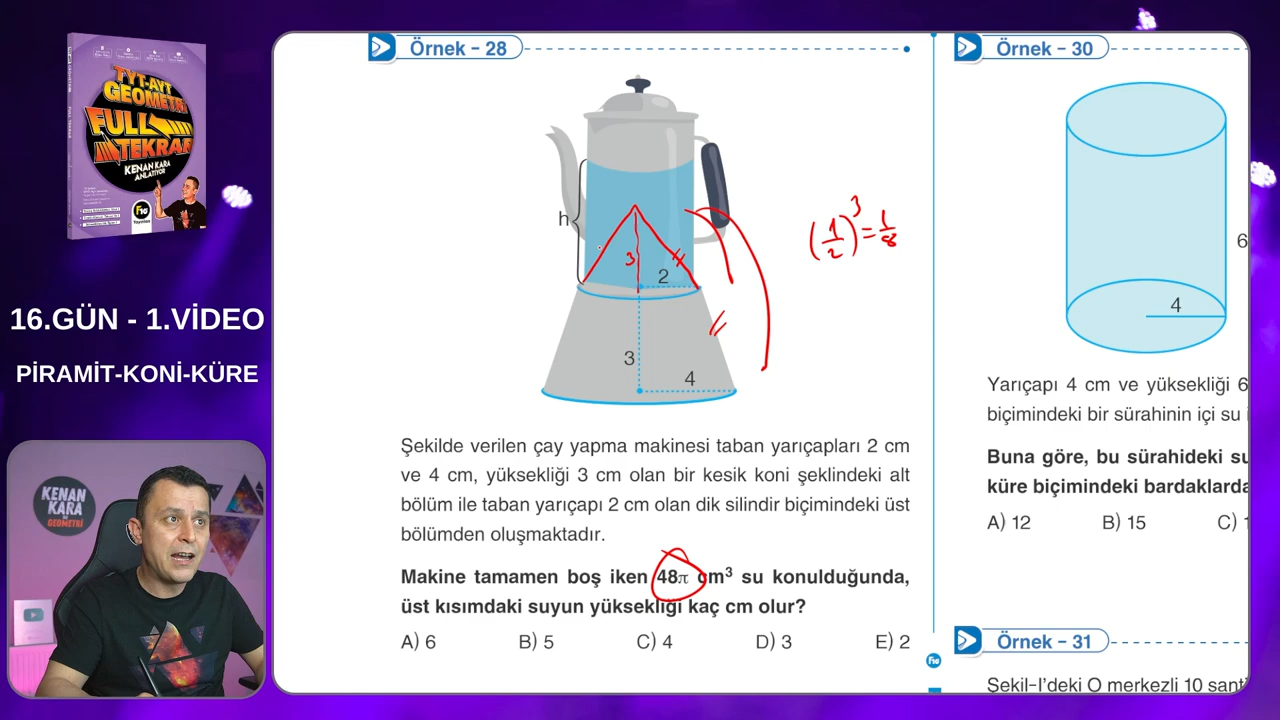 TYT-AYT
GEOMETRİ
FULL
TEKRAR
KENAN KARA
ANLATIYOR
16.GÜN - 1.VİDEO
PİRAMİT-KONİ-KÜRE
KENAN
KARA
ile
GEOMETRİ
Örnek - 28
h
3
2
3
4
(1/2)³=1/8
Şekilde verilen çay yapma makinesi taban yarıçapları 2 cm
ve 4 cm, yüksekliği 3 cm olan bir kesik koni şeklindeki alt
bölüm ile taban yarıçapı 2 cm olan dik silindir biçimindeki üst
bölümden oluşmaktadır.
Makine tamamen boş iken 48π cm³ su konulduğunda,
üst kısımdaki suyun yüksekliği kaç cm olur?
A) 6 B) 5 C) 4 D) 3 E) 2
Örnek - 30
6
4
Yarıçapı 4 cm ve yüksekliği 6
biçimindeki bir sürahinin içi su
Buna göre, bu sürahideki su
küre biçimindeki bardaklarda
A) 12 B) 15 C) 1
Örnek - 31
Şekil-I'deki O merkezli 10 santi